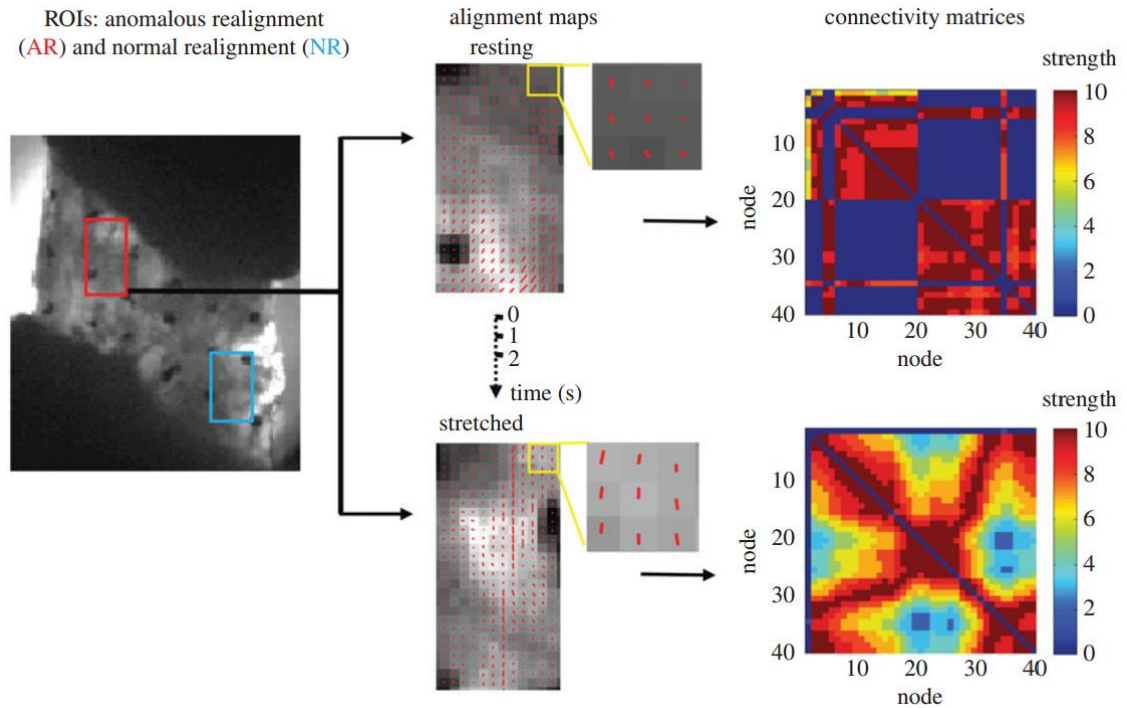 ROIs: anomalous realignment
(AR) and normal realignment (NR)
alignment maps
resting
connectivity matrices
strength
10
8
6
4
2
0
10
20
30
40
node
10
20
30
40
node
0
1
2
time (s)
stretched
strength
10
8
6
4
2
0
10
20
30
40
node
10
20
30
40
node